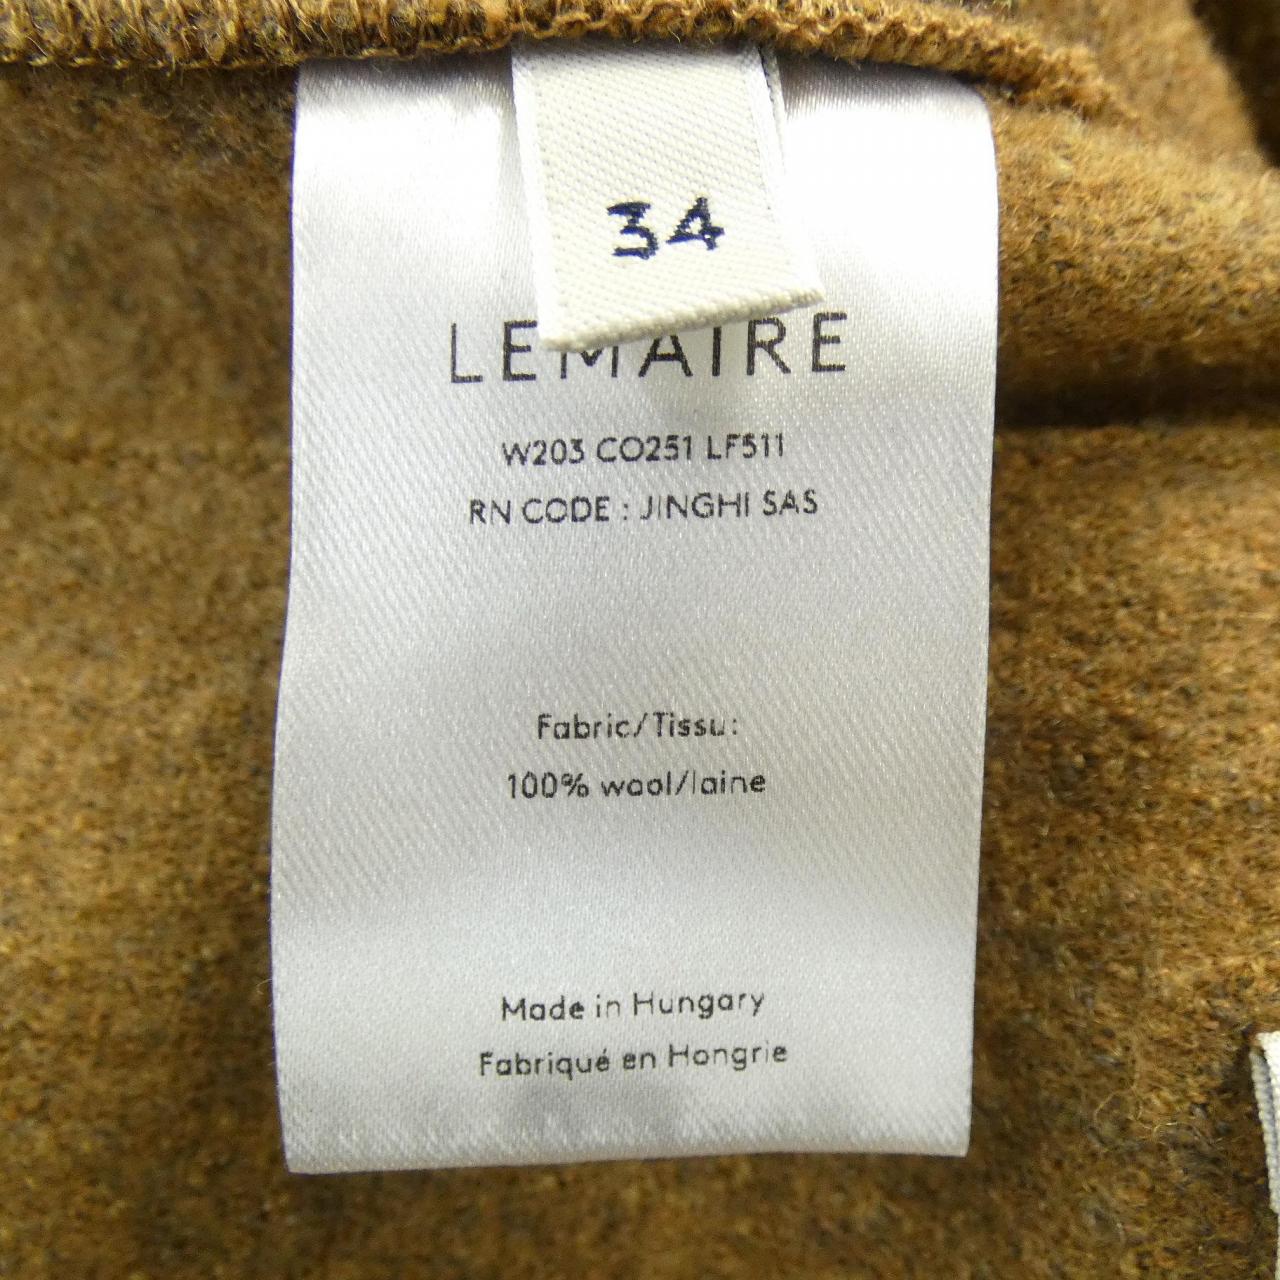 34
LEMAIRE
W203 CO251 LF511
RN CODE : JINGHI SAS
Fabric/Tissu:
100% wool/laine
Made in Hungary
Fabriqué en Hongrie